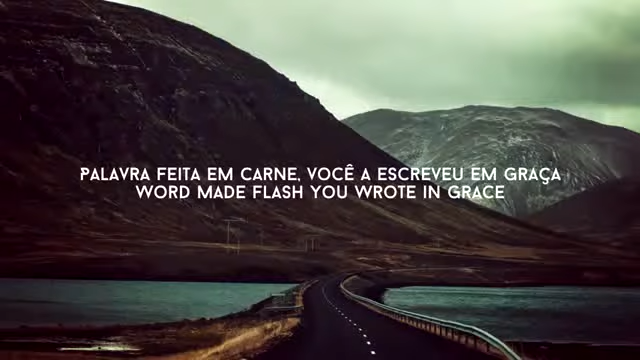 PALAVRA FEITA EM CARNE, VOCÊ A ESCREVEU EM GRAÇA
WORD MADE FLASH YOU WROTE IN GRACE